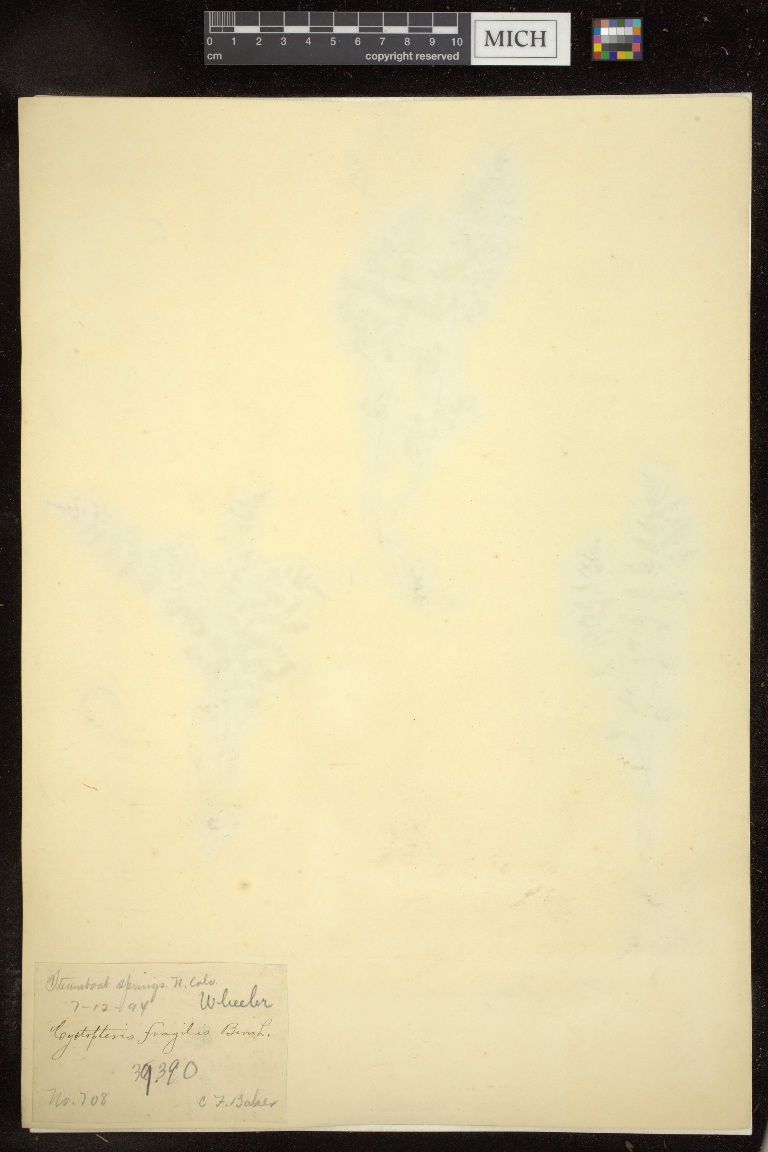 0 1 2 3 4 5 6 7 8 9 10
cm copyright reserved
MICH
Steamboat Springs. N. Colo.
7-12-94 Wheeler
Cystopteris fragilis Bernh.
39390
No. 708 C F. Baker